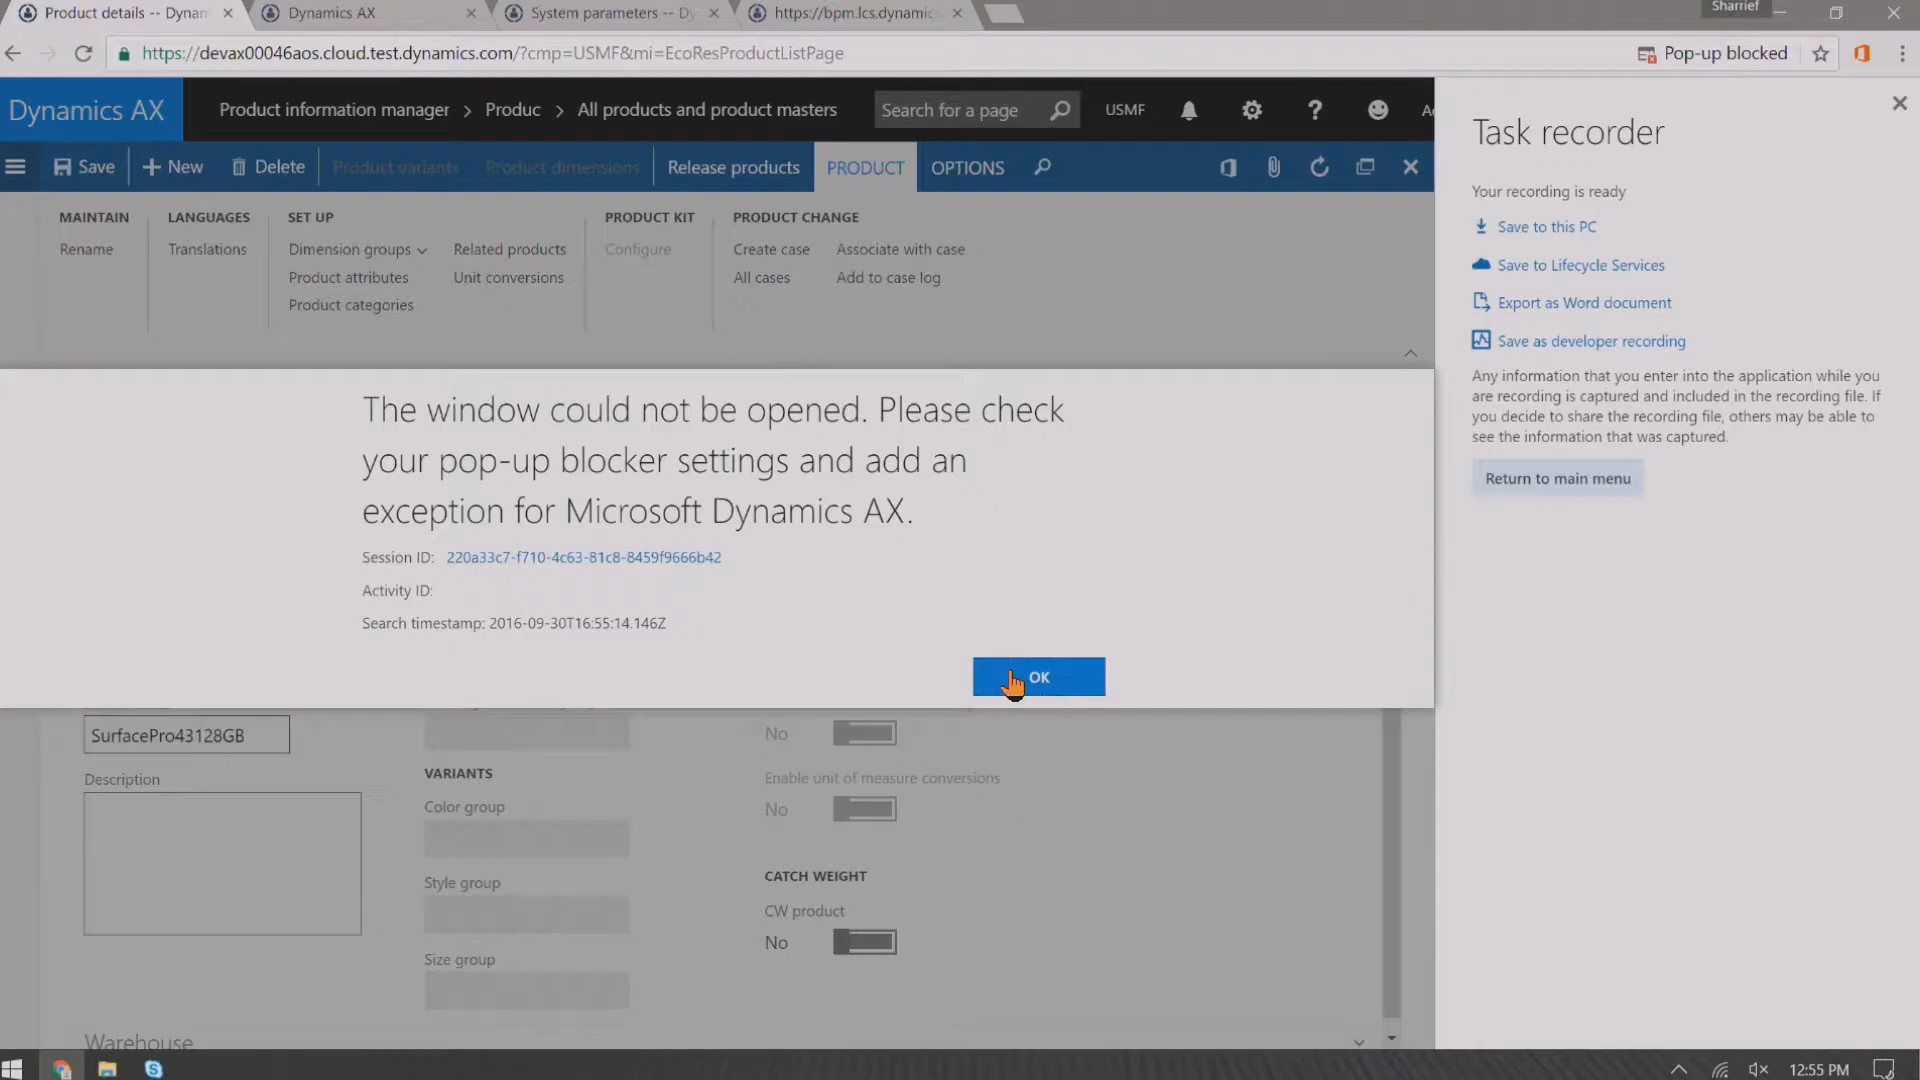 Product details -- Dynam
Dynamics AX
System parameters -- Dy
https://bpm.lcs.dynamics.
Sharrief
https://devax00046aos.cloud.test.dynamics.com/?cmp=USMF&mi=EcoResProductListPage
Pop-up blocked
Dynamics AX
Product information manager > Produc > All products and product masters
Search for a page
USMF
Ac
Save
New
Delete
Product variants
Product dimensions
Release products
PRODUCT
OPTIONS
MAINTAIN
Rename
LANGUAGES
Translations
SET UP
Dimension groups
Related products
Product attributes
Unit conversions
Product categories
PRODUCT KIT
Configure
PRODUCT CHANGE
Create case
Associate with case
All cases
Add to case log
The window could not be opened. Please check
your pop-up blocker settings and add an
exception for Microsoft Dynamics AX.
Session ID: 220a33c7-f710-4c63-81c8-8459f9666b42
Activity ID:
Search timestamp: 2016-09-30T16:55:14.146Z
OK
SurfacePro43128GB
Description
VARIANTS
Color group
Style group
Size group
No
Enable unit of measure conversions
No
CATCH WEIGHT
CW product
No
Warehouse
Task recorder
Your recording is ready
Save to this PC
Save to Lifecycle Services
Export as Word document
Save as developer recording
Any information that you enter into the application while you
are recording is captured and included in the recording file. If
you decide to share the recording file, others may be able to
see the information that was captured.
Return to main menu
12:55 PM